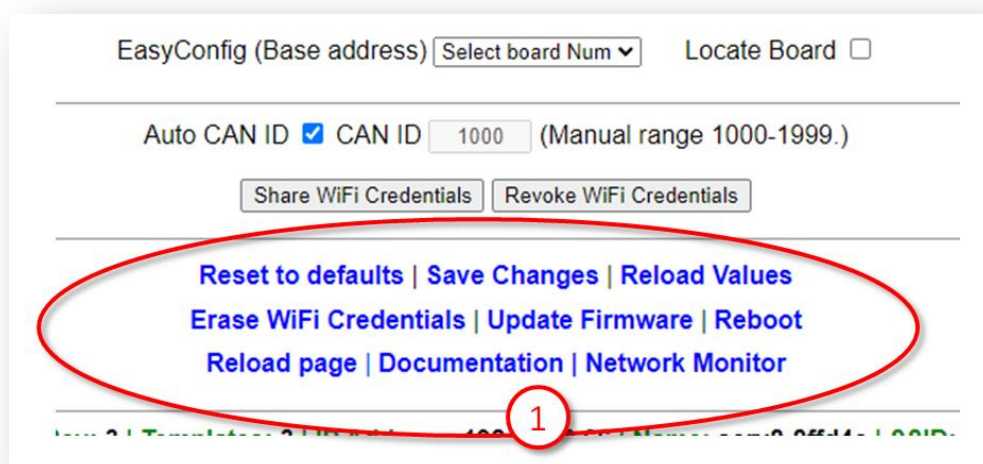 EasyConfig (Base address) Select board Num Locate Board
Auto CAN ID CAN ID 1000 (Manual range 1000-1999.)
Share WiFi Credentials Revoke WiFi Credentials
Reset to defaults | Save Changes | Reload Values
Erase WiFi Credentials | Update Firmware | Reboot
Reload page | Documentation | Network Monitor
1